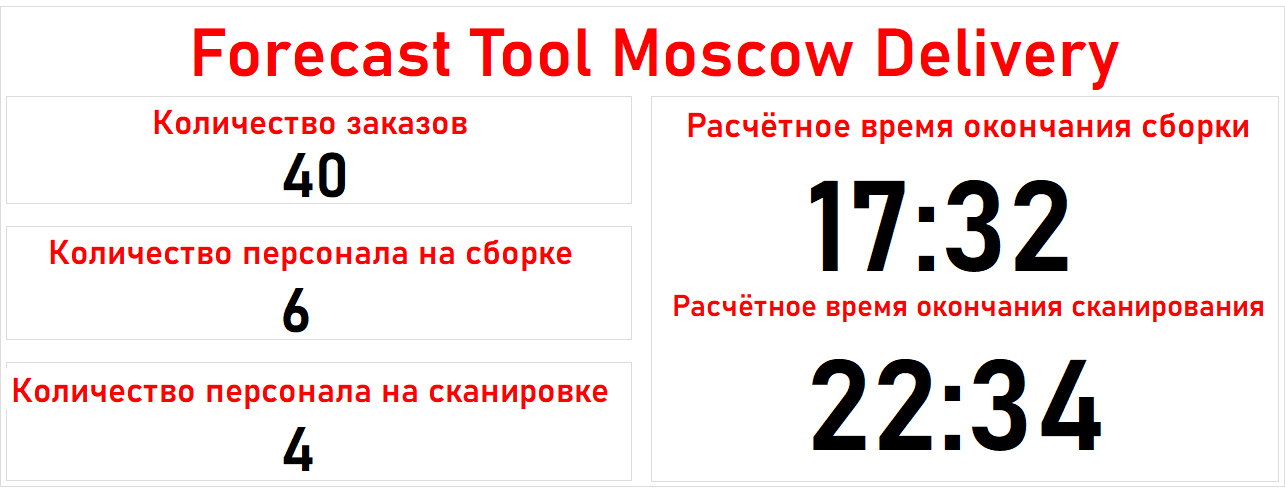 Forecast Tool Moscow Delivery
Количество заказов
40
Количество персонала на сборке
6
Количество персонала на сканировке
4
Расчётное время окончания сборки
17:32
Расчётное время окончания сканирования
22:34